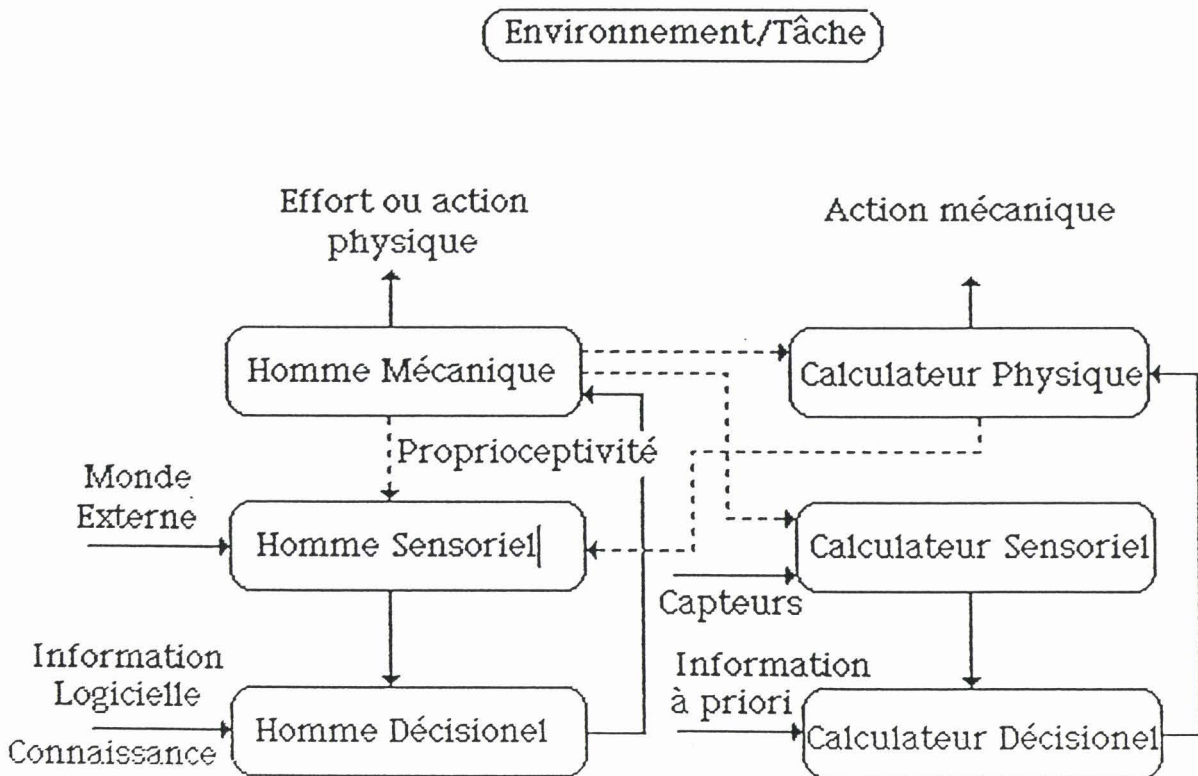 Environnement/Tâche
Effort ou action
physique
Action mécanique
Homme Mécanique
Calculateur Physique
Proprioceptivité
Monde
Externe
Homme Sensoriel
Calculateur Sensoriel
Capteurs
Information
Logicielle
Connaissance
Homme Décisionel
Information
à priori
Calculateur Décisionel